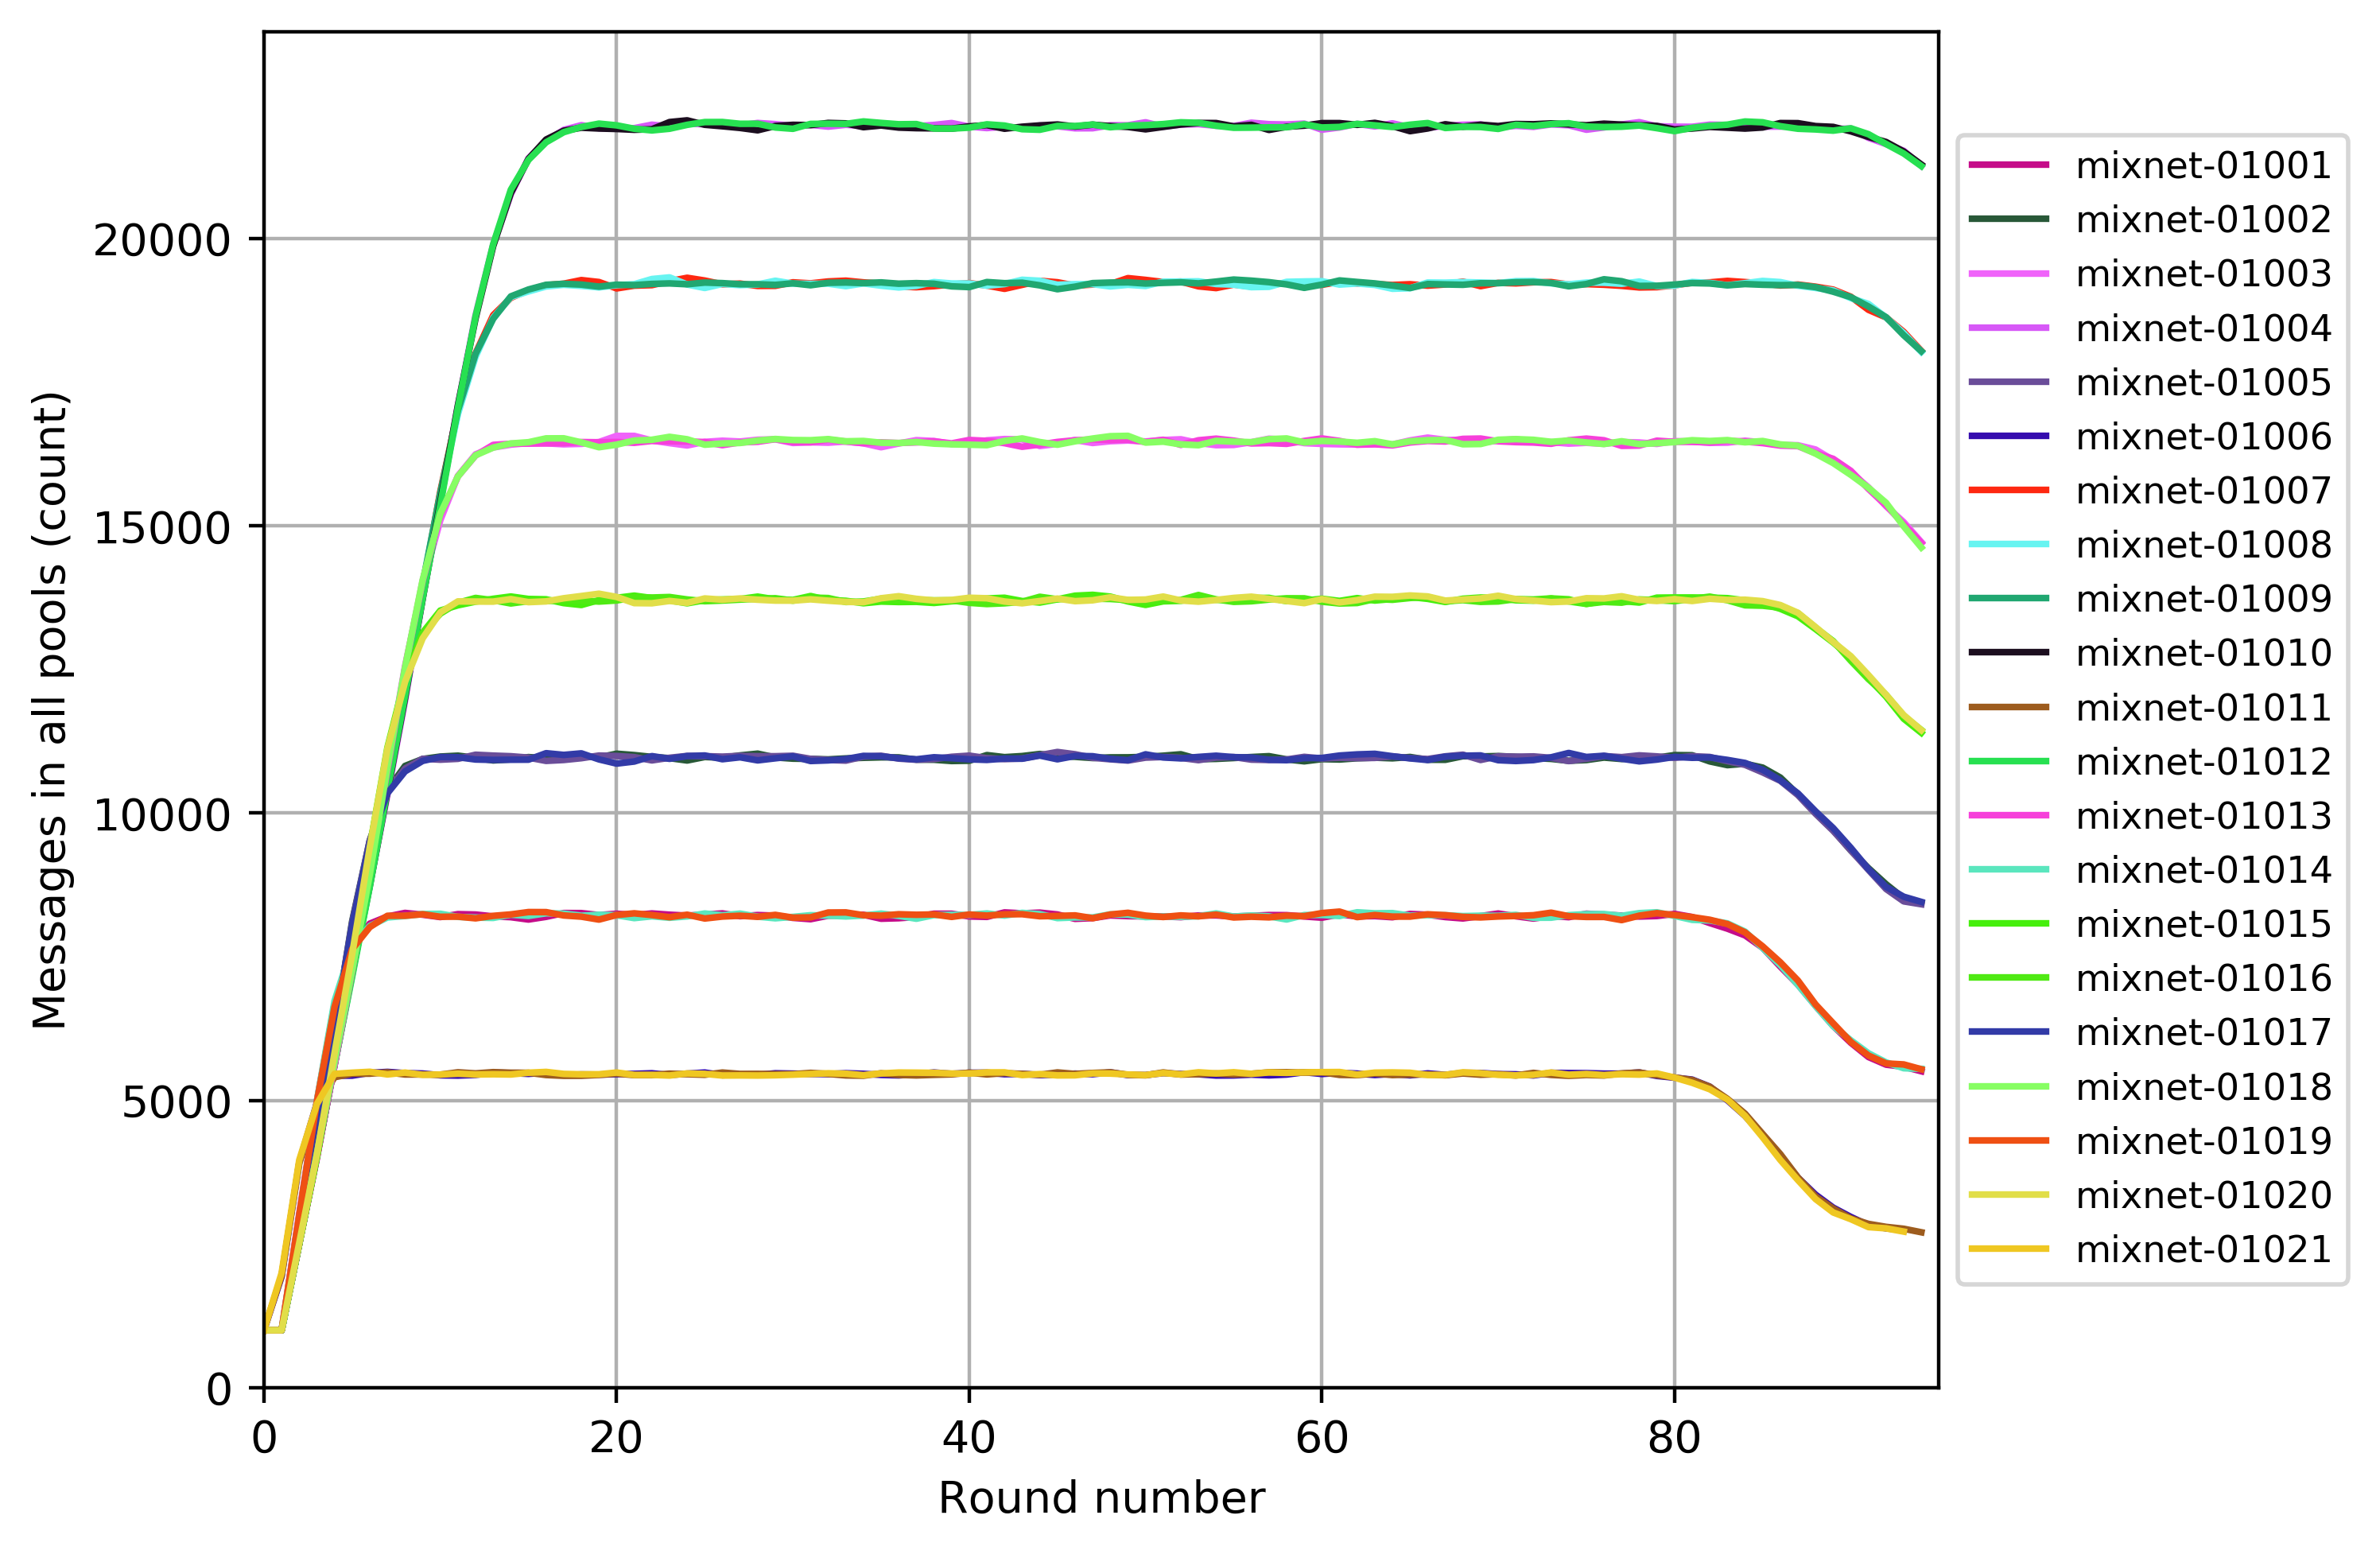 Messages in all pools (count)
20000
15000
10000
5000
0
0 20 40 60 80
Round number
mixnet-01001
mixnet-01002
mixnet-01003
mixnet-01004
mixnet-01005
mixnet-01006
mixnet-01007
mixnet-01008
mixnet-01009
mixnet-01010
mixnet-01011
mixnet-01012
mixnet-01013
mixnet-01014
mixnet-01015
mixnet-01016
mixnet-01017
mixnet-01018
mixnet-01019
mixnet-01020
mixnet-01021